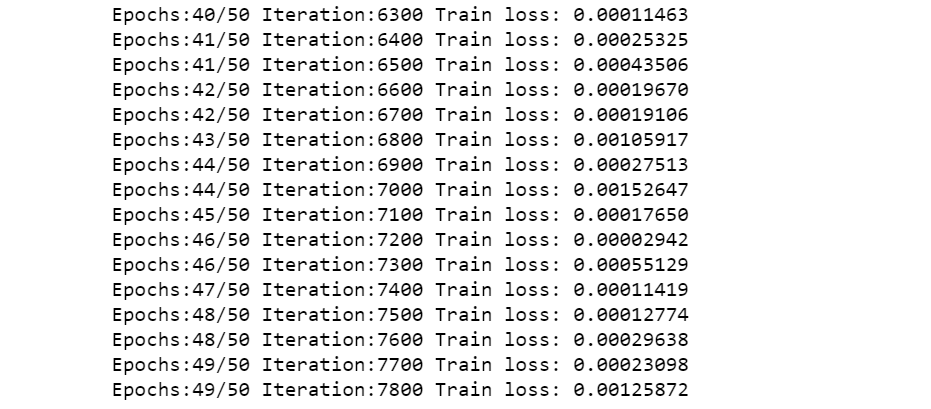 Epochs:40/50 Iteration:6300 Train loss: 0.00011463
Epochs:41/50 Iteration:6400 Train loss: 0.00025325
Epochs:41/50 Iteration:6500 Train loss: 0.00043506
Epochs:42/50 Iteration:6600 Train loss: 0.00019670
Epochs:42/50 Iteration:6700 Train loss: 0.00019106
Epochs:43/50 Iteration:6800 Train loss: 0.00105917
Epochs:44/50 Iteration:6900 Train loss: 0.00027513
Epochs:44/50 Iteration:7000 Train loss: 0.00152647
Epochs:45/50 Iteration:7100 Train loss: 0.00017650
Epochs:46/50 Iteration:7200 Train loss: 0.00002942
Epochs:46/50 Iteration:7300 Train loss: 0.00055129
Epochs:47/50 Iteration:7400 Train loss: 0.00011419
Epochs:48/50 Iteration:7500 Train loss: 0.00012774
Epochs:48/50 Iteration:7600 Train loss: 0.00029638
Epochs:49/50 Iteration:7700 Train loss: 0.00023098
Epochs:49/50 Iteration:7800 Train loss: 0.00125872